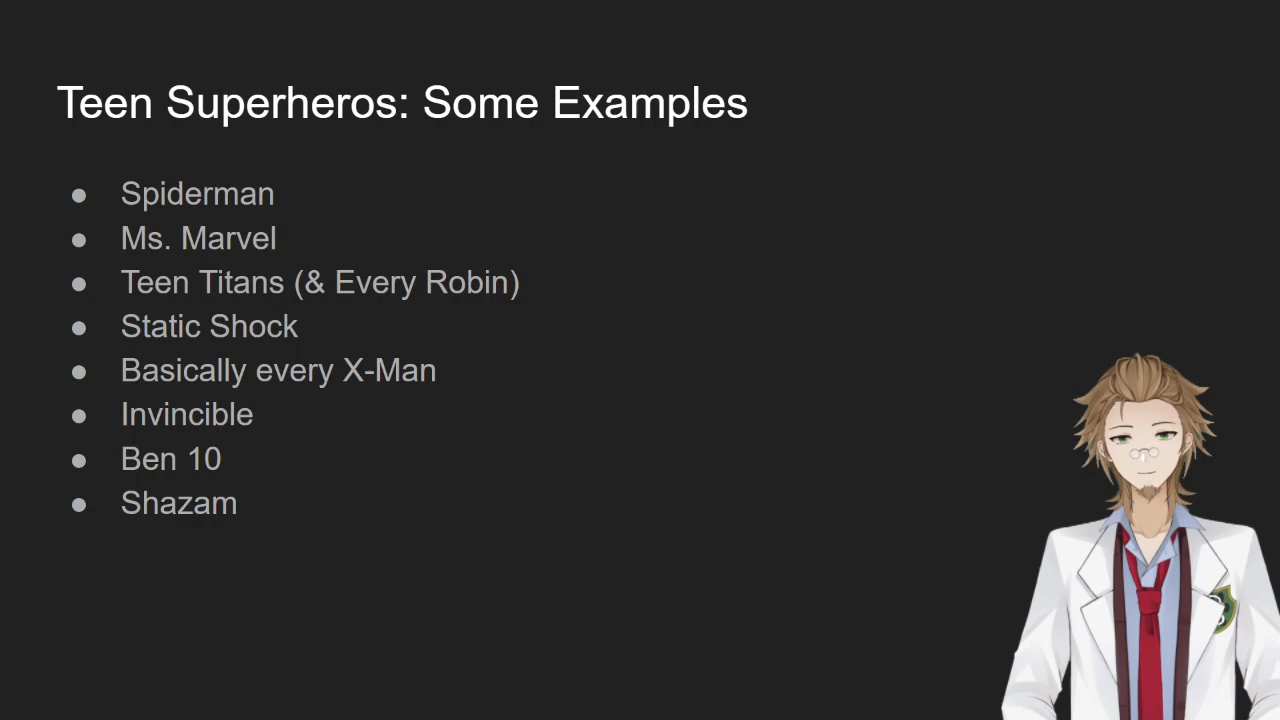 Teen Superheros: Some Examples
● Spiderman
● Ms. Marvel
● Teen Titans (& Every Robin)
● Static Shock
● Basically every X-Man
● Invincible
● Ben 10
● Shazam